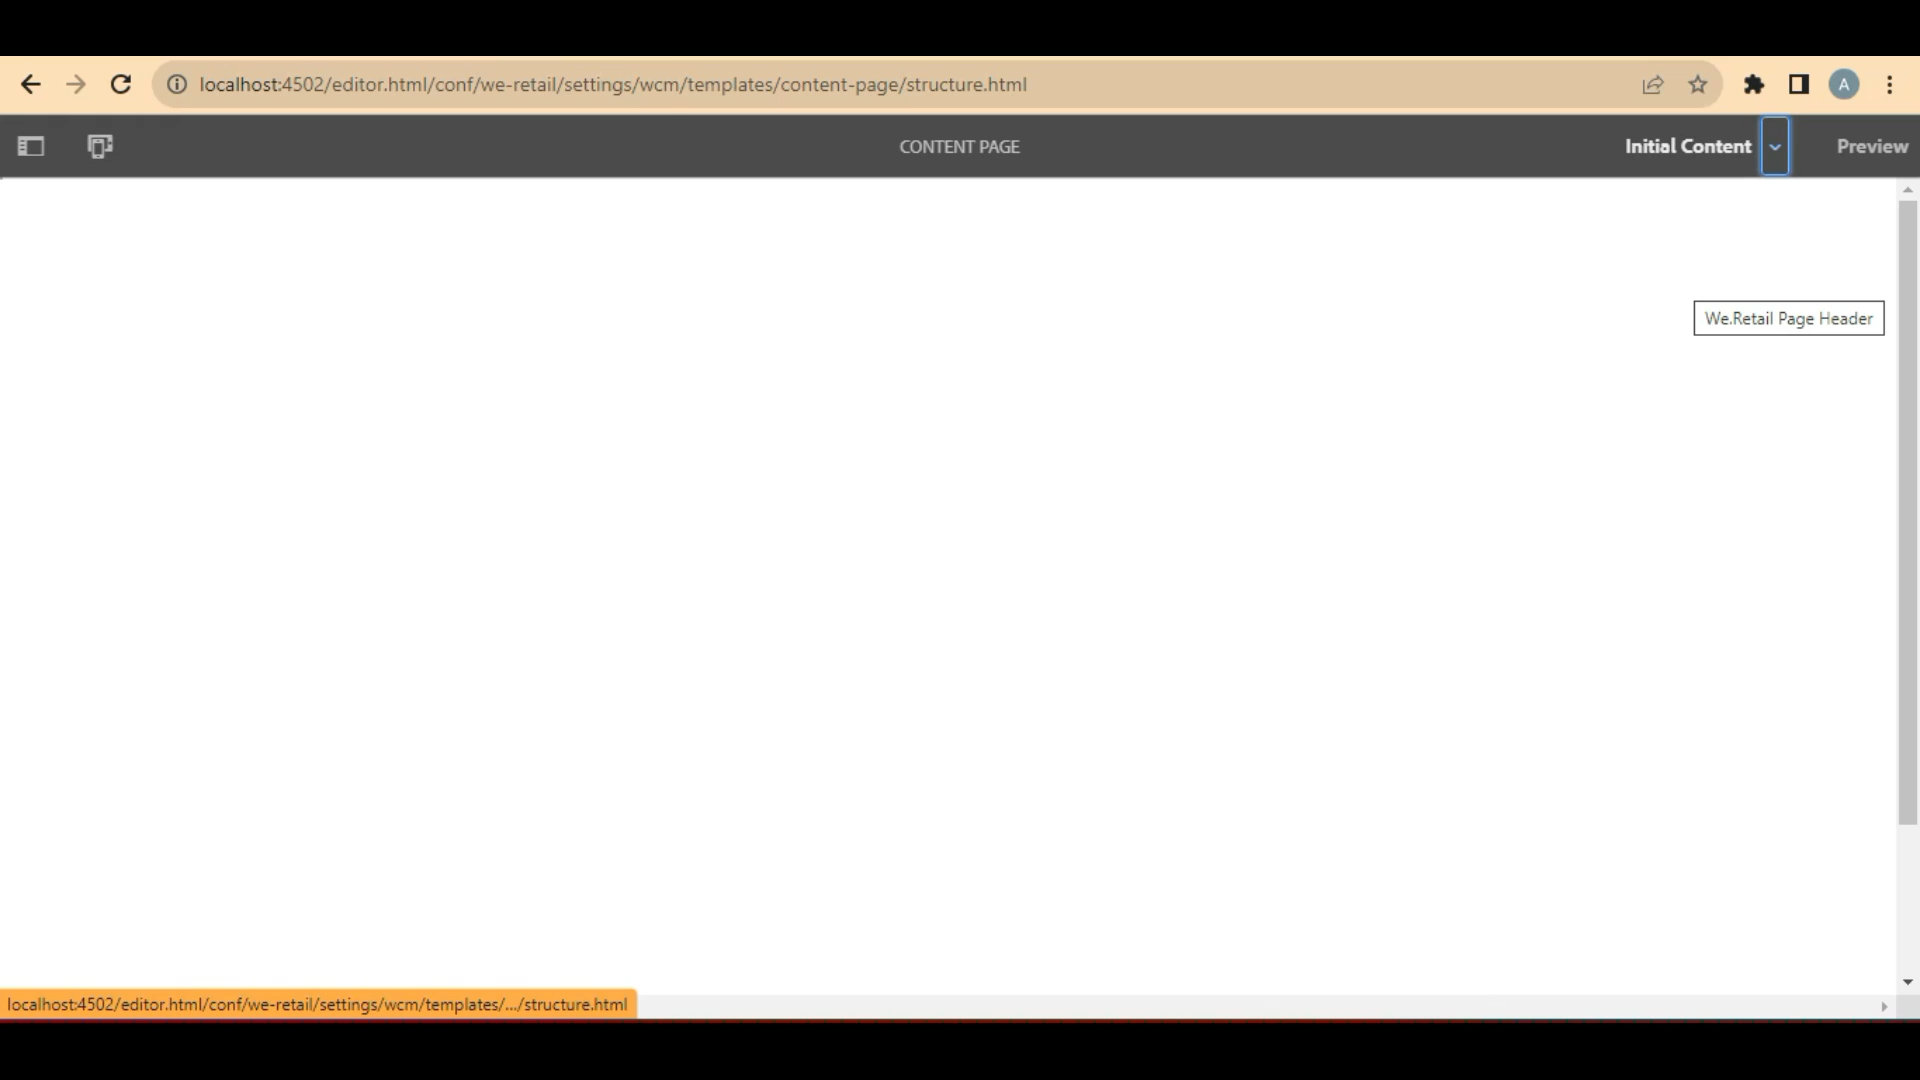 localhost:4502/editor.html/conf/we-retail/settings/wcm/templates/content-page/structure.html
A
CONTENT PAGE
Initial Content
Preview
We.Retail Page Header
localhost:4502/editor.html/conf/we-retail/settings/wcm/templates/.../structure.html